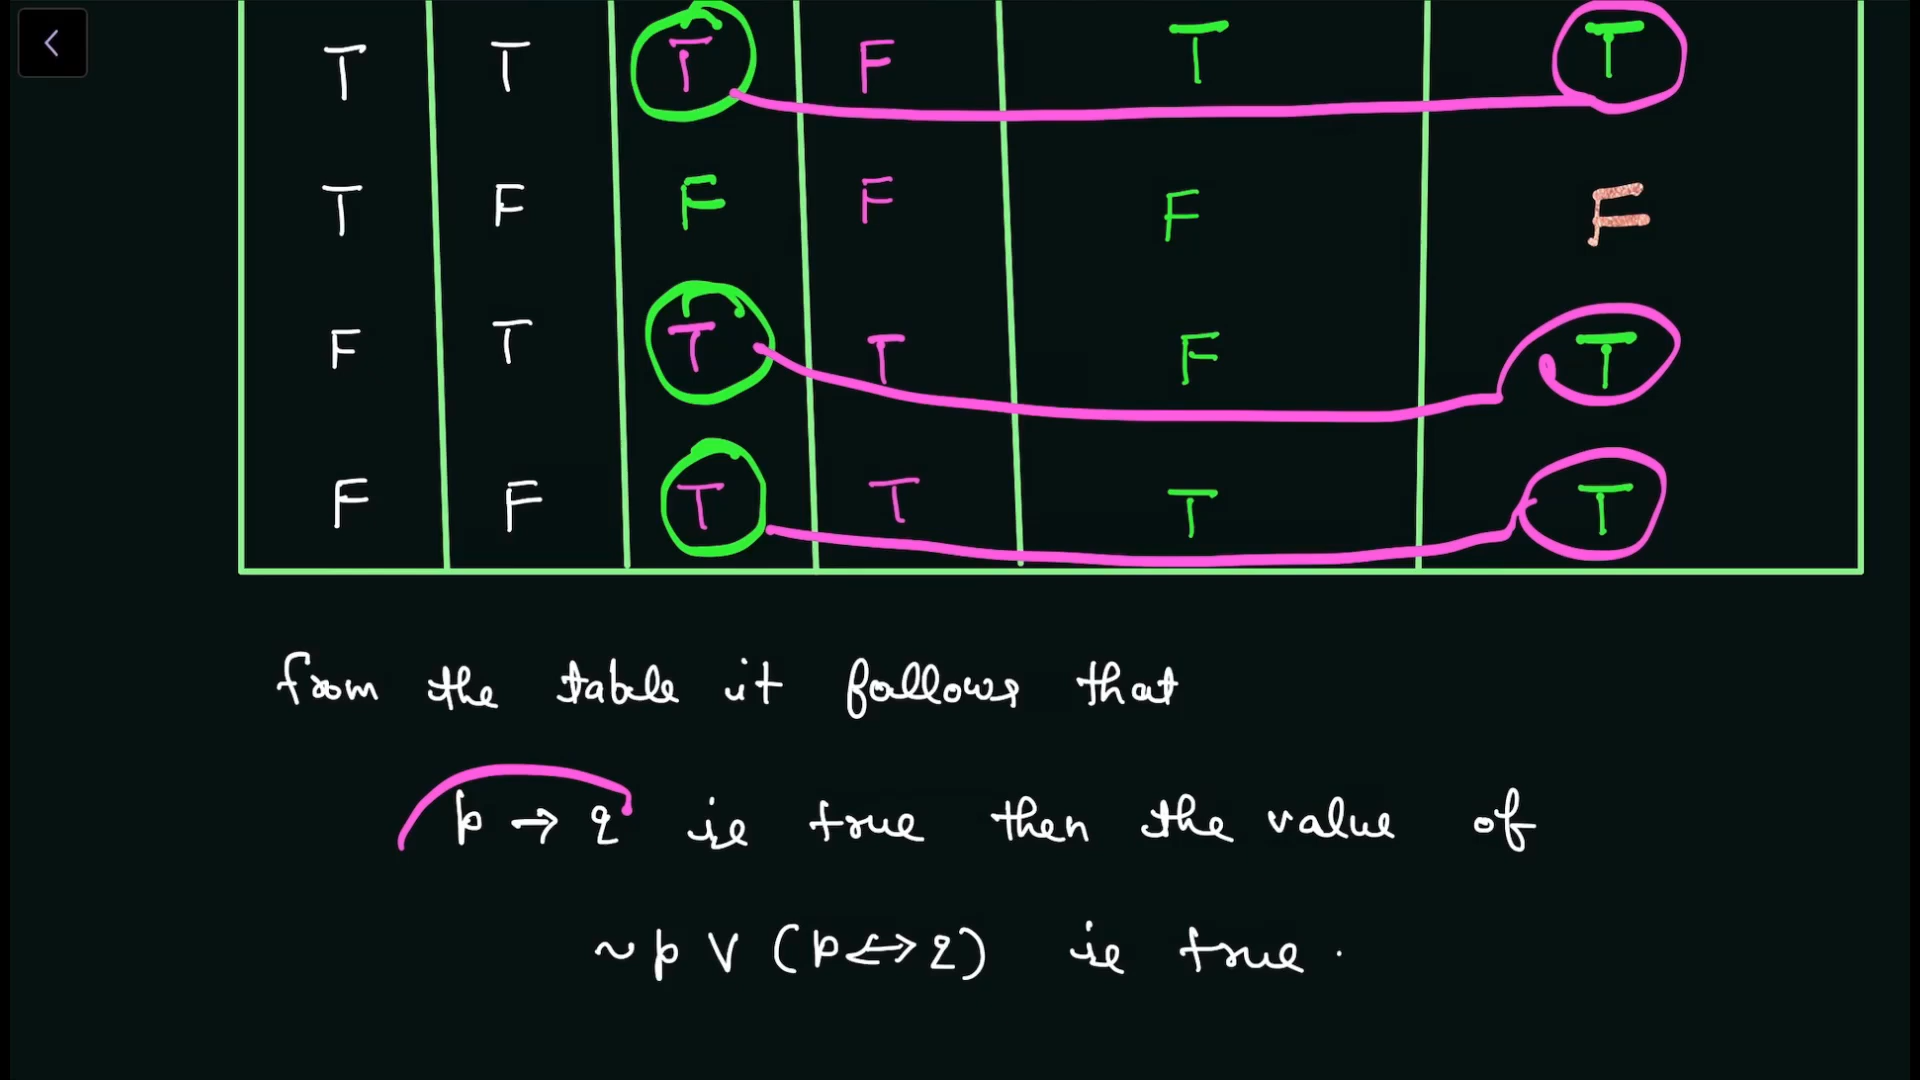 T T T F T T
T F F F F F
F T T T F T
F F T T T T
from the table it follows that
p → q is true then the value of
~ p ∨ (p ↔ q) is true.